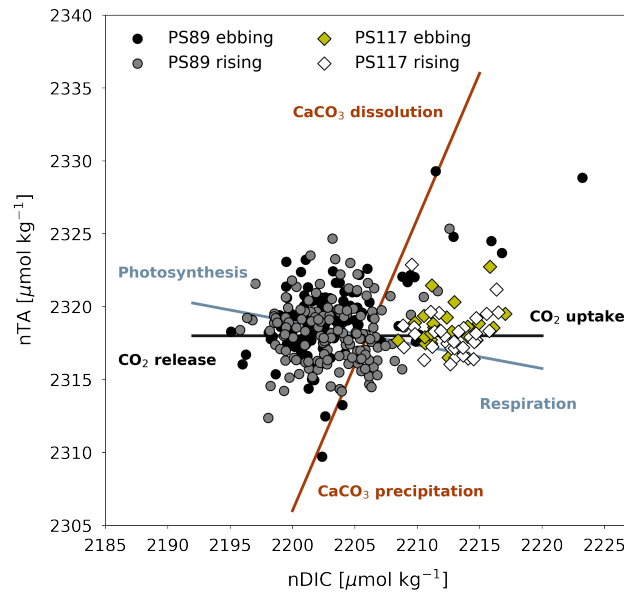 2340
2335
2330
2325
2320
2315
2310
2305
nTA [μmol kg⁻¹]
PS89 ebbing
PS89 rising
PS117 ebbing
PS117 rising
CaCO₃ dissolution
Photosynthesis
CO₂ uptake
CO₂ release
Respiration
CaCO₃ precipitation
2185 2190 2195 2200 2205 2210 2215 2220 2225
nDIC [μmol kg⁻¹]